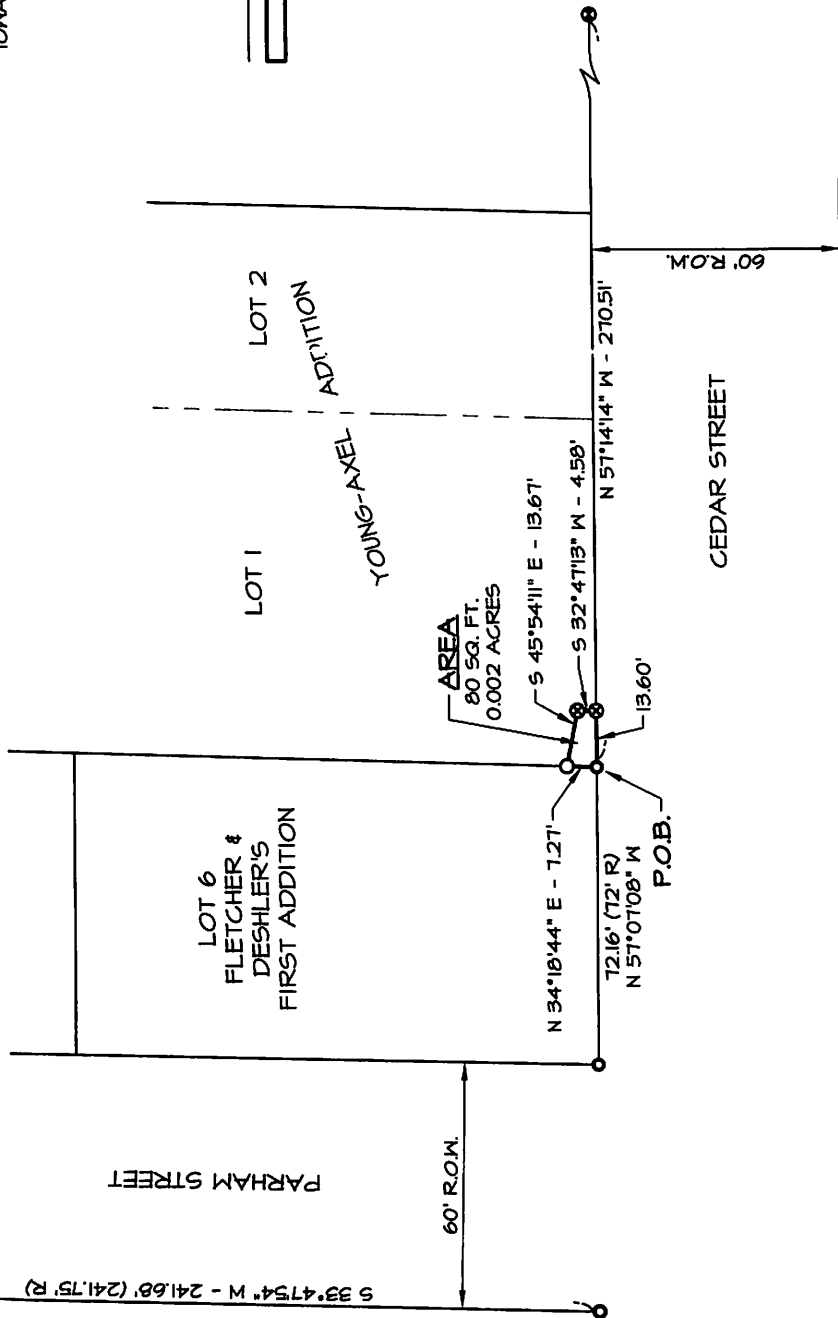 LOT 2
LOT 1
YOUNG-AXEL ADDITION
AREA
80 SQ. FT.
0.002 ACRES
S 45°54'11" E - 13.67'
S 32°47'13" W - 4.58'
N 57°14'14" W - 270.51'
13.60'
60' R.O.W.
CEDAR STREET
LOT 6
FLETCHER &
DESHLER'S
FIRST ADDITION
N 34°18'44" E - 7.27'
72.16' (72' R)
N 57°07'08" W
P.O.B.
PARHAM STREET
60' R.O.W.
S 33°47'54" W - 241.68' (241.75' R)